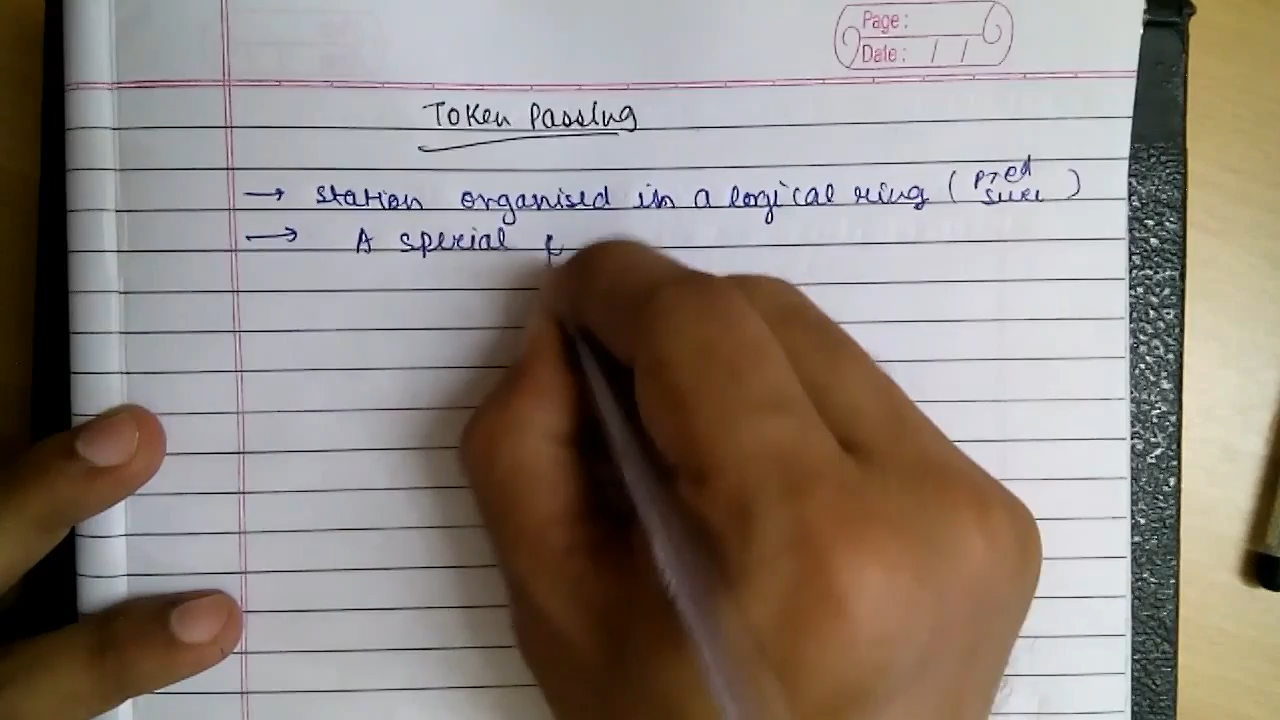 Page:
Date: / /
Token Passing
→ Station organised in a logical ring ( pred
succ )
→ A special